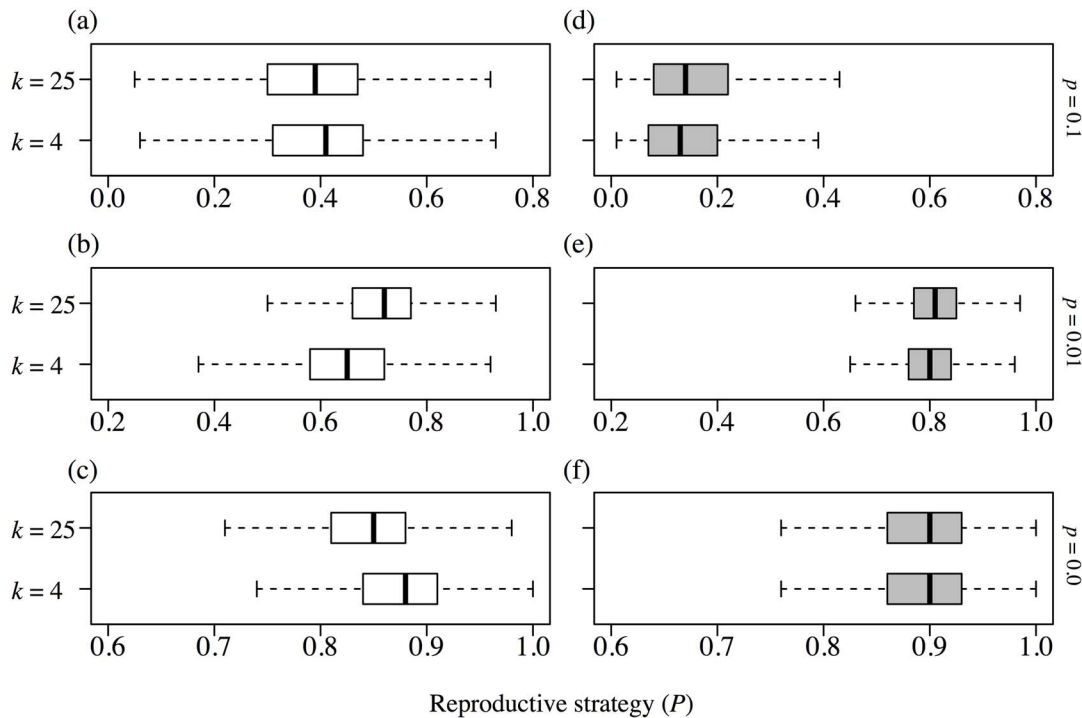 (a) (d)
k = 25
k = 4
p = 0.1
0.0 0.2 0.4 0.6 0.8 0.0 0.2 0.4 0.6 0.8
(b) (e)
k = 25
k = 4
p = 0.01
0.2 0.4 0.6 0.8 1.0 0.2 0.4 0.6 0.8 1.0
(c) (f)
k = 25
k = 4
p = 0.0
0.6 0.7 0.8 0.9 1.0 0.6 0.7 0.8 0.9 1.0
Reproductive strategy (P)